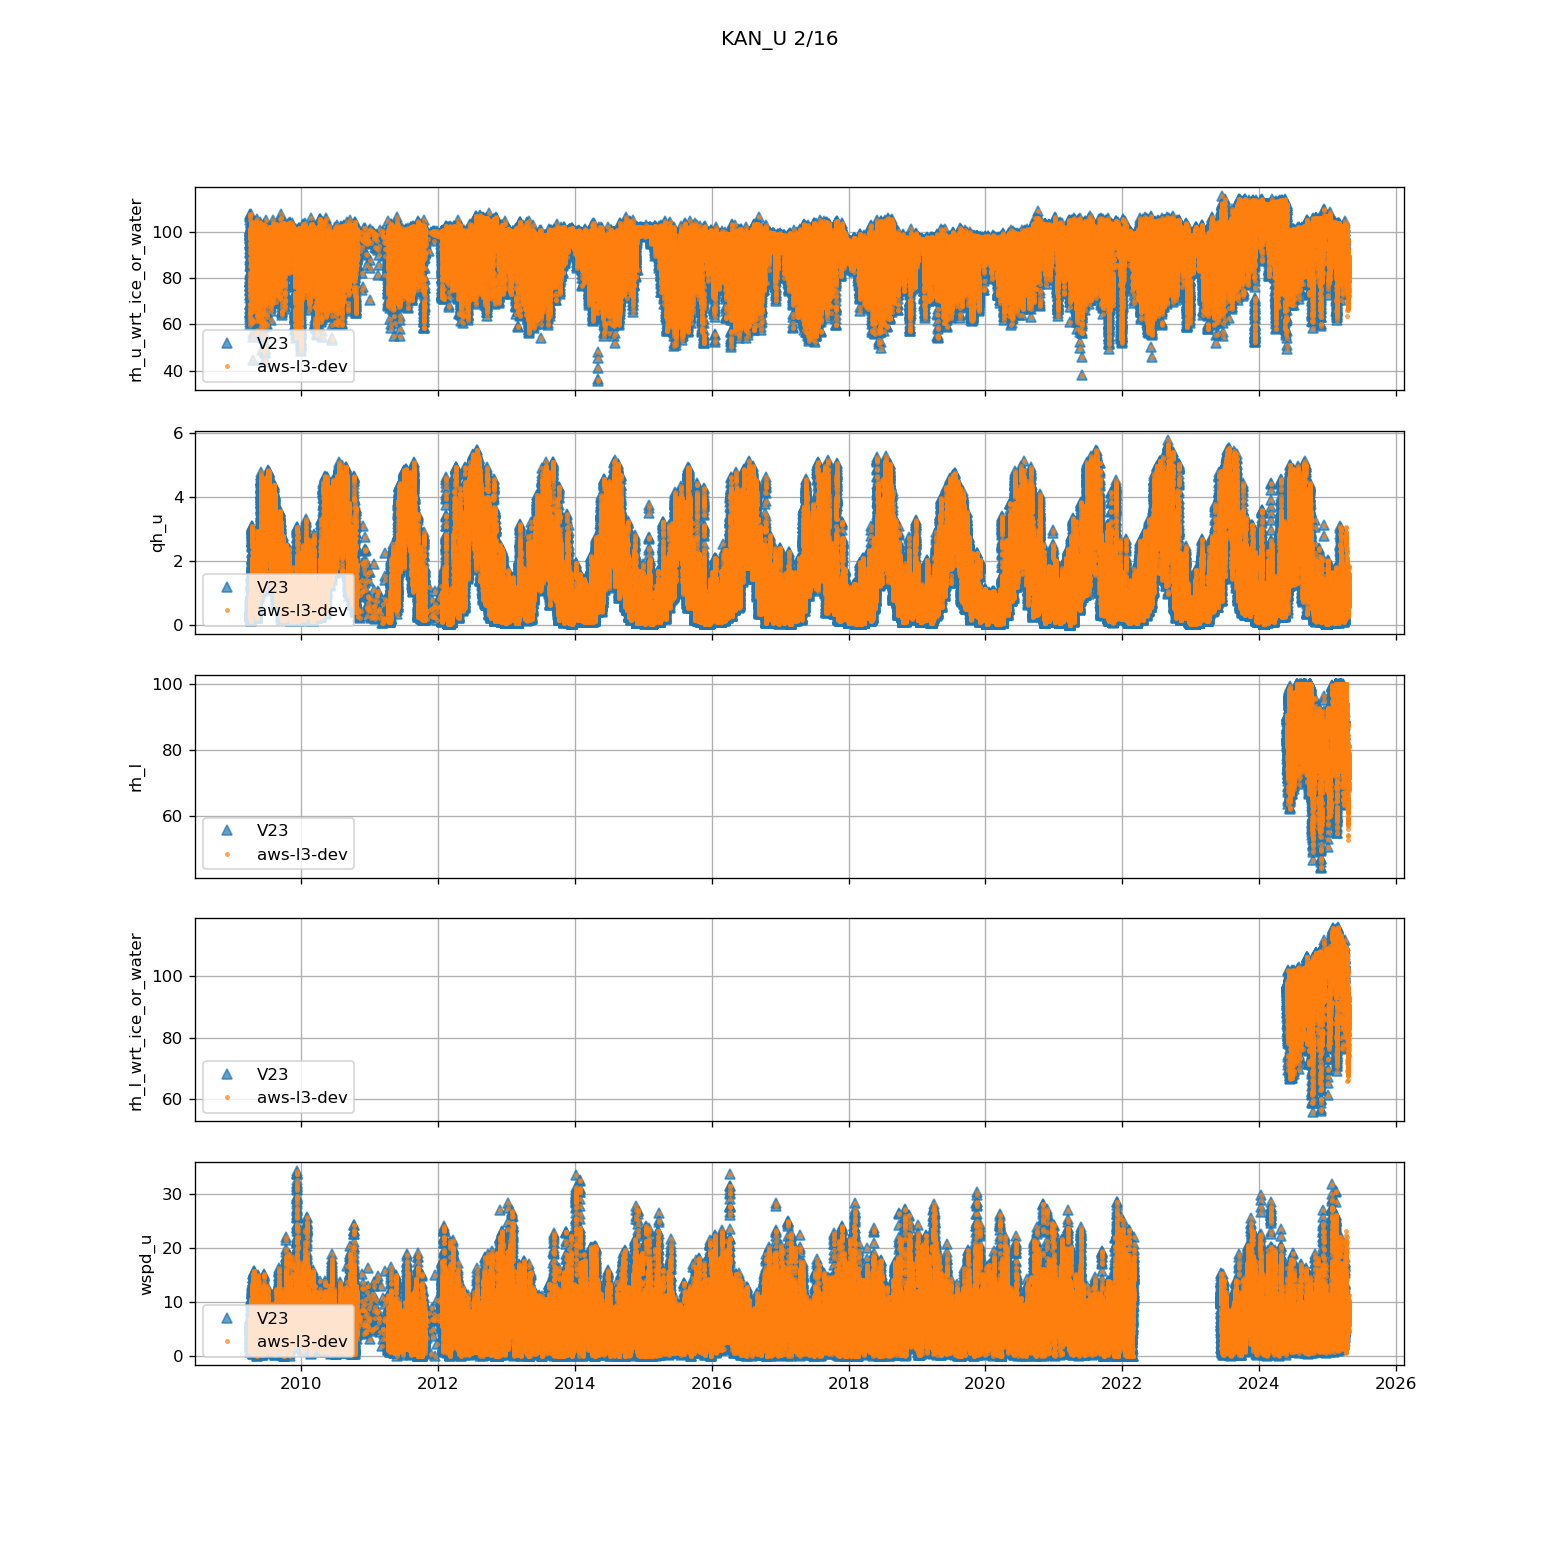 KAN_U 2/16
rh_u_wrt_ice_or_water
100
80
60
40
V23
aws-l3-dev
qh_u
6
4
2
0
V23
aws-l3-dev
rh_l
100
80
60
V23
aws-l3-dev
rh_l_wrt_ice_or_water
100
80
60
V23
aws-l3-dev
wspd_u
30
20
10
0
V23
aws-l3-dev
2010 2012 2014 2016 2018 2020 2022 2024 2026